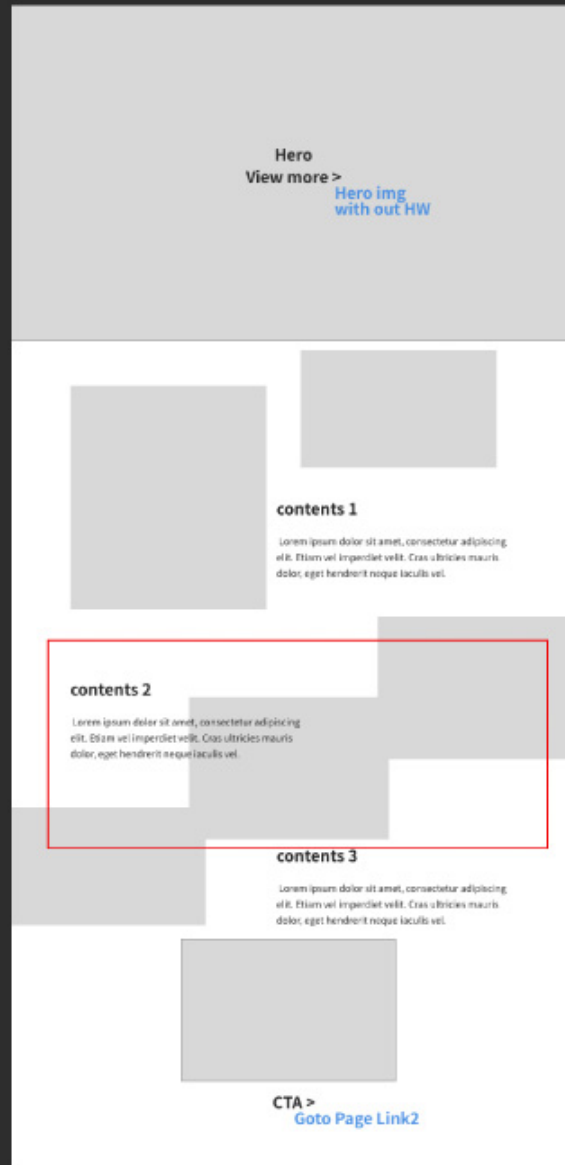 Hero
View more >
Hero img
with out HW
contents 1
Lorem ipsum dolor sit amet, consectetur adipiscing
elit. Etiam vel imperdiet velit. Cras ultricies mauris
dolor, eget hendrerit neque iaculis vel.
contents 2
Lorem ipsum dolor sit amet, consectetur adipiscing
elit. Etiam vel imperdiet velit. Cras ultricies mauris
dolor, eget hendrerit neque iaculis vel.
contents 3
Lorem ipsum dolor sit amet, consectetur adipiscing
elit. Etiam vel imperdiet velit. Cras ultricies mauris
dolor, eget hendrerit neque iaculis vel.
CTA >
Goto Page Link2